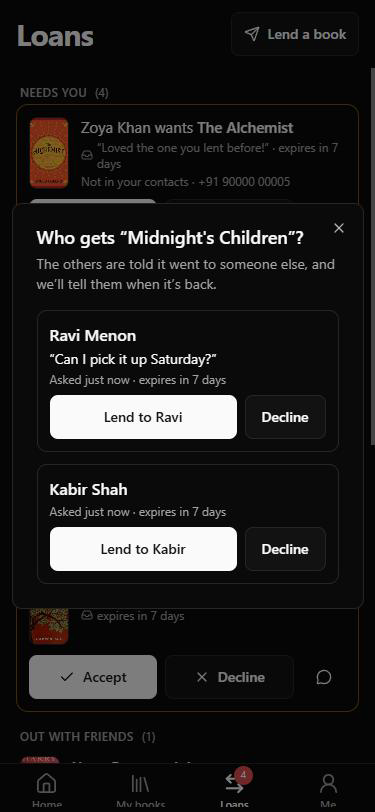 Loans
Lend a book
NEEDS YOU (4)
Zoya Khan wants The Alchemist
“Loved the one you lent before!” · expires in 7
days
Not in your contacts · +91 90000 00005
Who gets “Midnight's Children”?
The others are told it went to someone else, and
we’ll tell them when it’s back.
Ravi Menon
“Can I pick it up Saturday?”
Asked just now · expires in 7 days
Lend to Ravi
Decline
Kabir Shah
Asked just now · expires in 7 days
Lend to Kabir
Decline
expires in 7 days
Accept
Decline
OUT WITH FRIENDS (1)
4
Home
My books
Loans
Me